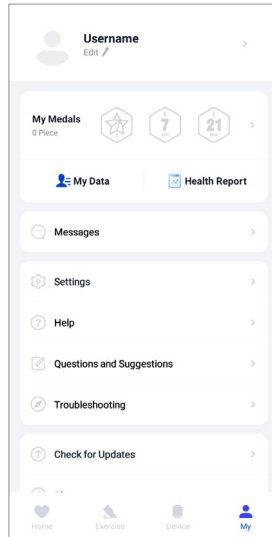 Username
Edit
My Medals
0 Piece
7
21
My Data
Health Report
Messages
Settings
Help
Questions and Suggestions
Troubleshooting
Check for Updates
Home
Exercise
Device
My